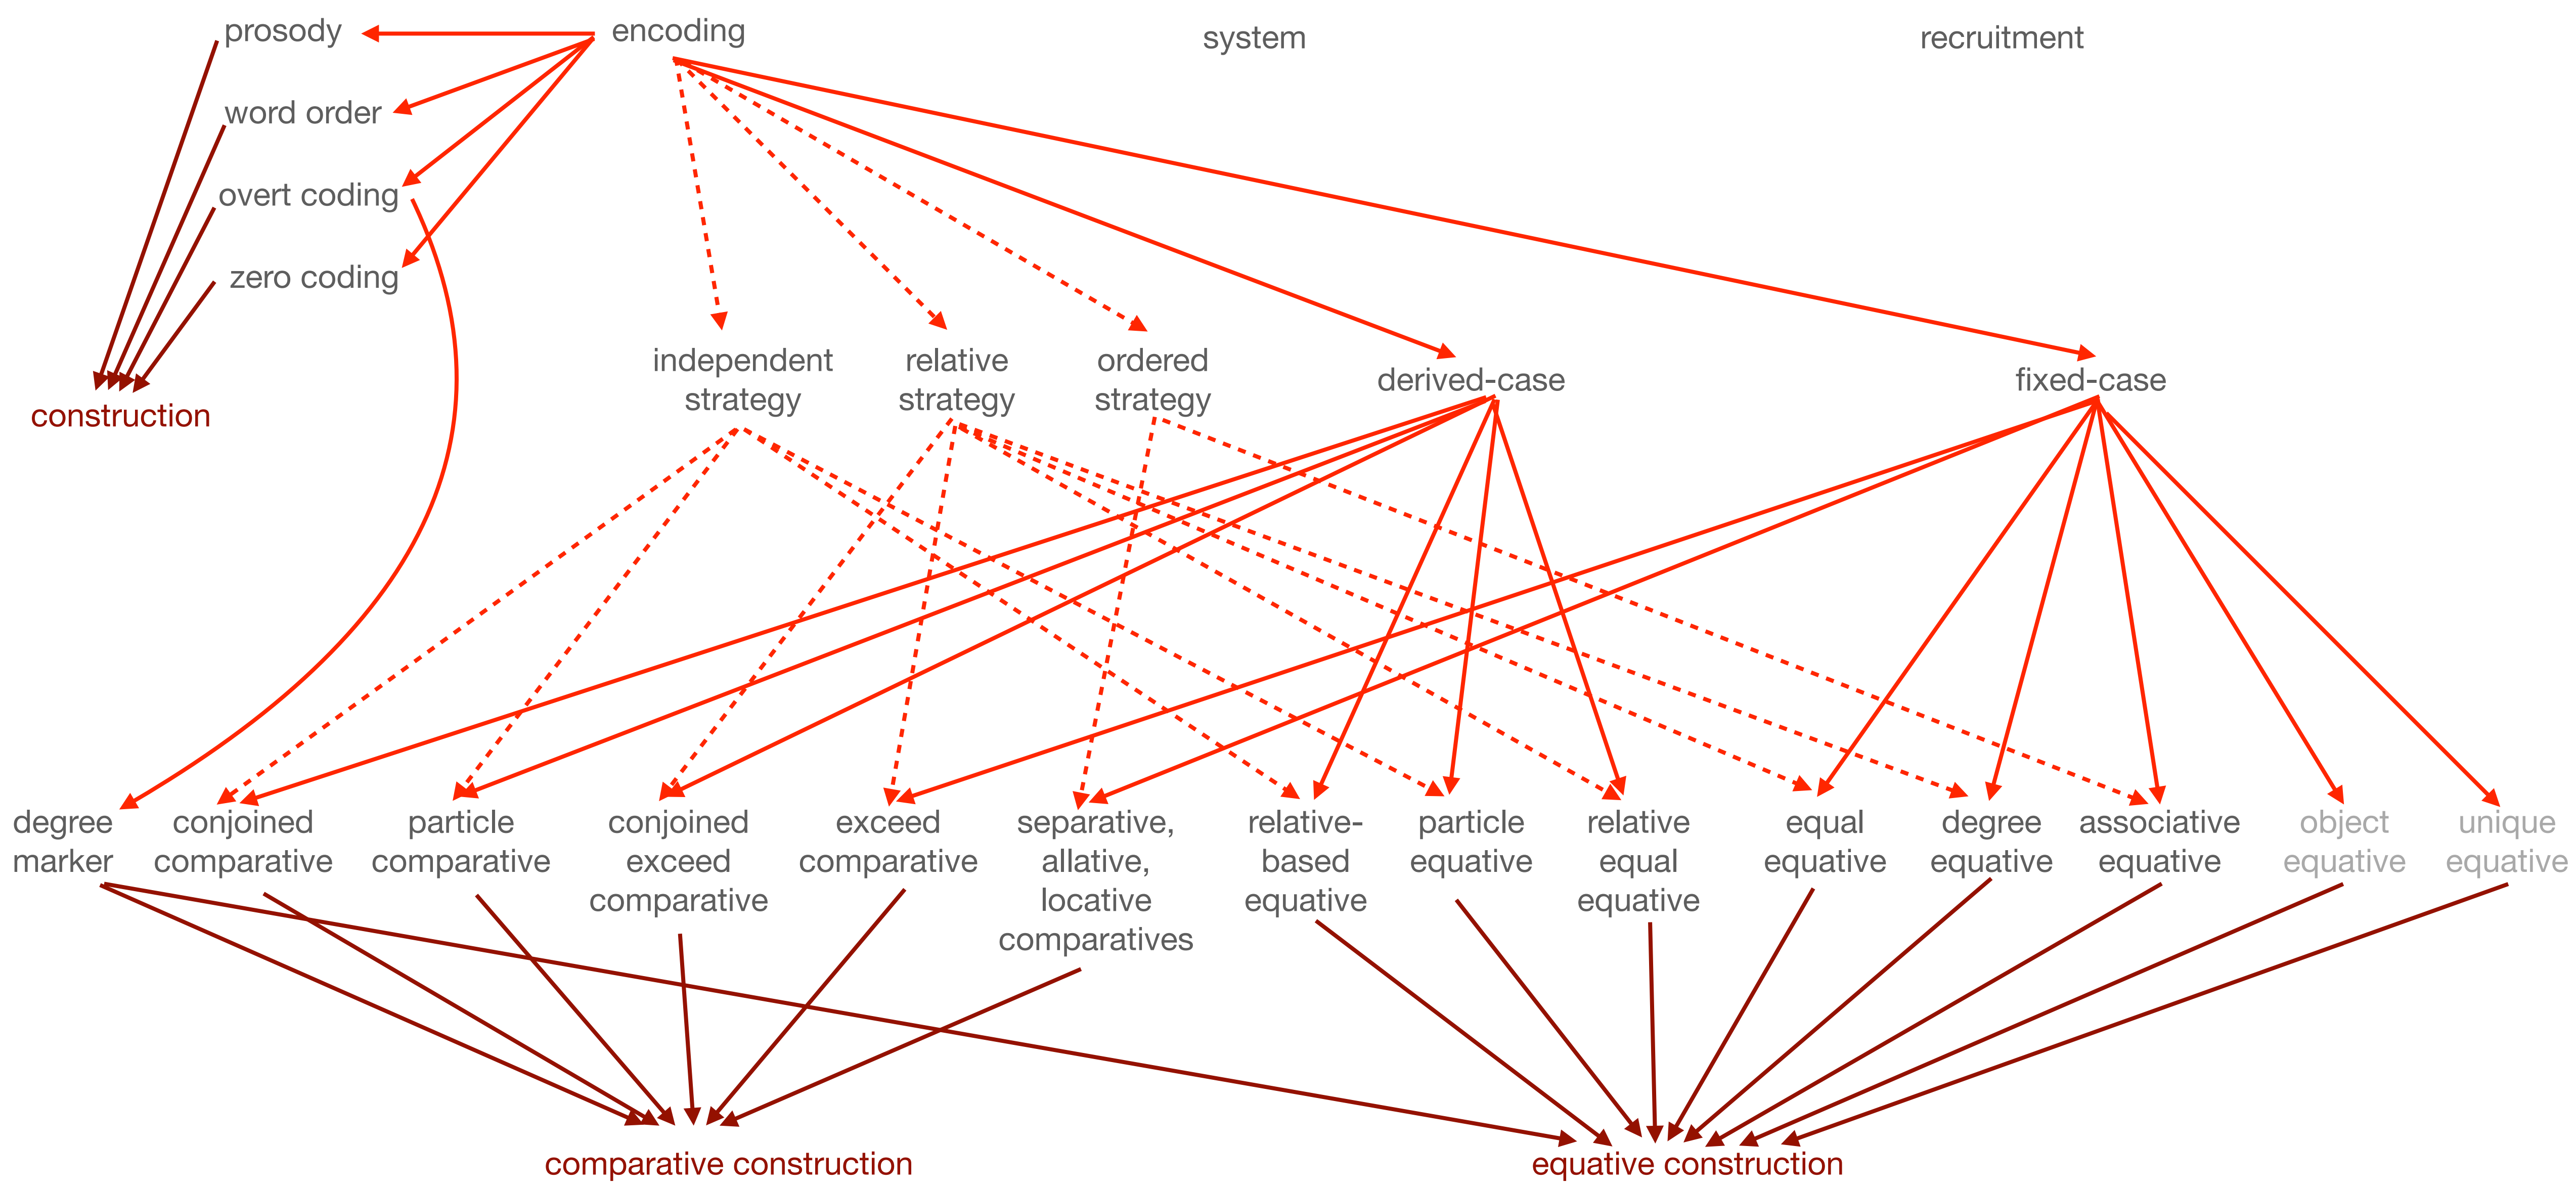 prosody
encoding
system
recruitment
word order
overt coding
zero coding
construction
independent
strategy
relative
strategy
ordered
strategy
derived-case
fixed-case
degree
marker
conjoined
comparative
particle
comparative
conjoined
exceed
comparative
exceed
comparative
separative,
allative,
locative
comparatives
relative-
based
equative
particle
equative
relative
equal
equative
equal
equative
degree
equative
associative
equative
object
equative
unique
equative
comparative construction
equative construction